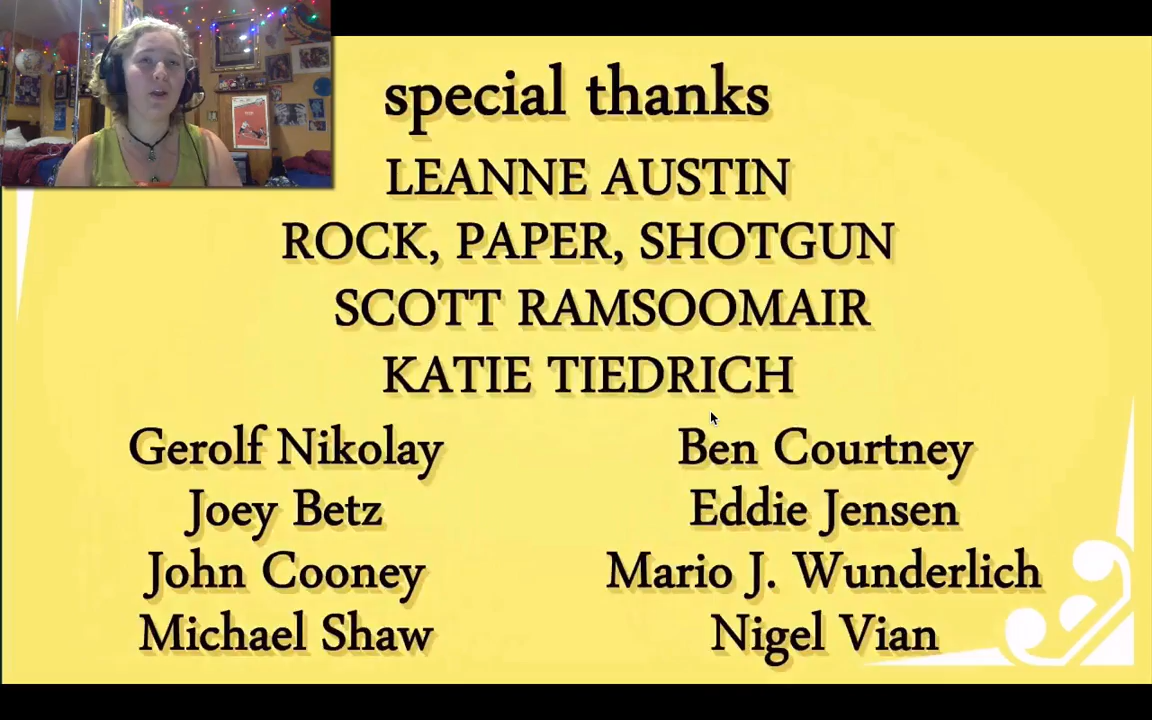 special thanks
LEANNE AUSTIN
ROCK, PAPER, SHOTGUN
SCOTT RAMSOOMAIR
KATIE TIEDRICH
Gerolf Nikolay
Ben Courtney
Joey Betz
Eddie Jensen
John Cooney
Mario J. Wunderlich
Michael Shaw
Nigel Vian